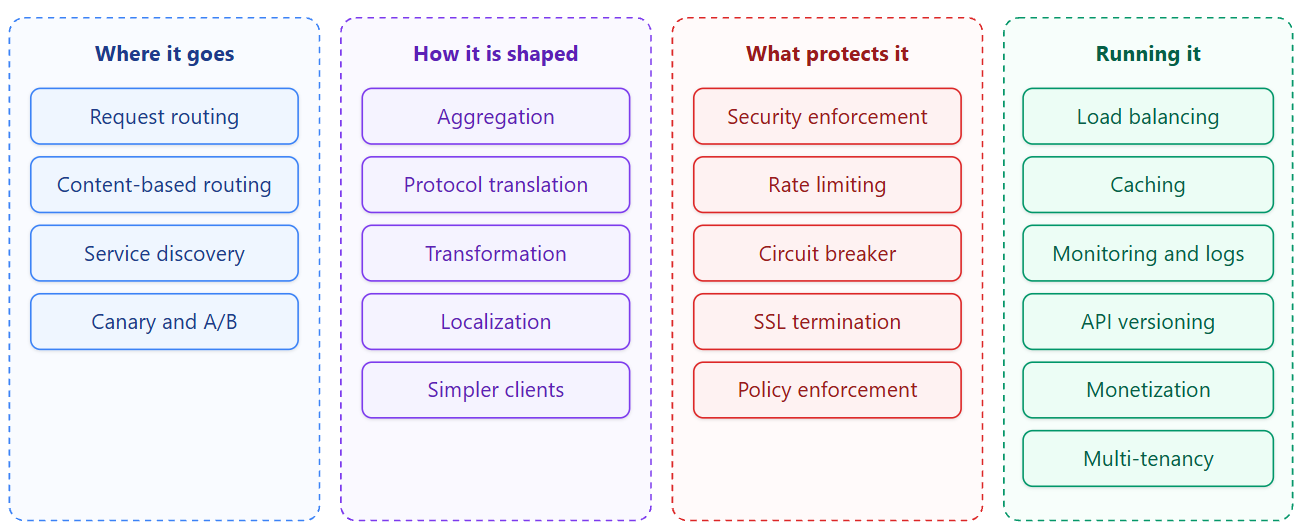 Where it goes
Request routing
Content-based routing
Service discovery
Canary and A/B
How it is shaped
Aggregation
Protocol translation
Transformation
Localization
Simpler clients
What protects it
Security enforcement
Rate limiting
Circuit breaker
SSL termination
Policy enforcement
Running it
Load balancing
Caching
Monitoring and logs
API versioning
Monetization
Multi-tenancy